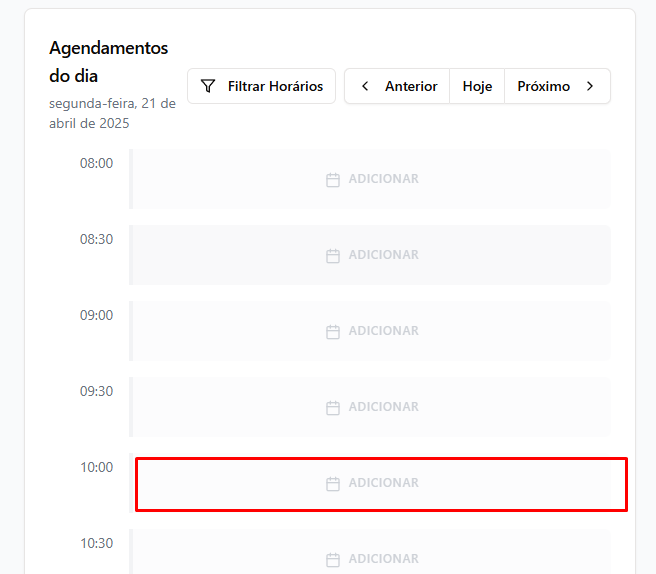 Agendamentos
do dia
segunda-feira, 21 de
abril de 2025
Filtrar Horários
Anterior
Hoje
Próximo
08:00
ADICIONAR
08:30
ADICIONAR
09:00
ADICIONAR
09:30
ADICIONAR
10:00
ADICIONAR
10:30
ADICIONAR